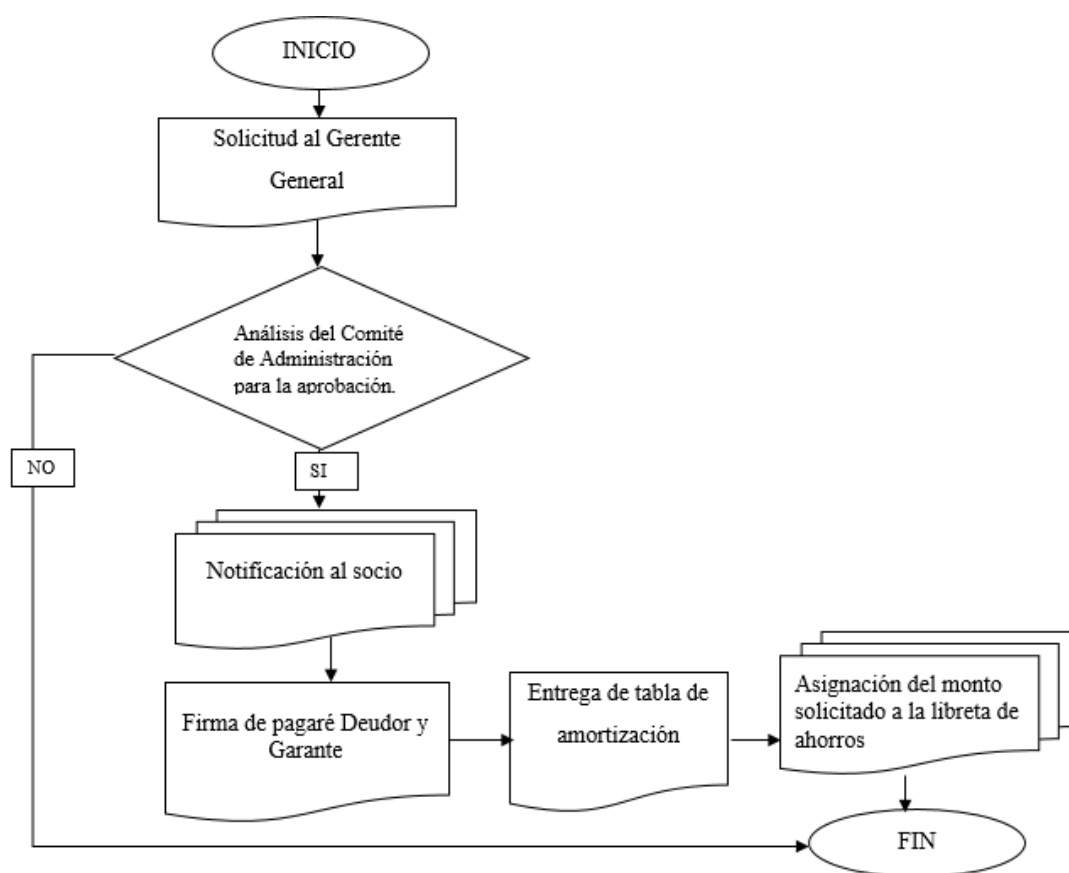 INICIO
Solicitud al Gerente
General
Análisis del Comité
de Administración
para la aprobación.
NO
SI
Notificación al socio
Firma de pagaré Deudor y
Garante
Entrega de tabla de
amortización
Asignación del monto
solicitado a la libreta de
ahorros
FIN